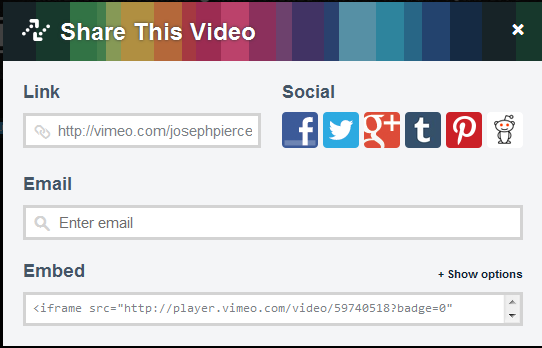 Share This Video
Link
Social
http://vimeo.com/josephpierce
f
g+
t
Email
Enter email
Embed
+ Show options
<iframe src="http://player.vimeo.com/video/59740518?badge=0"